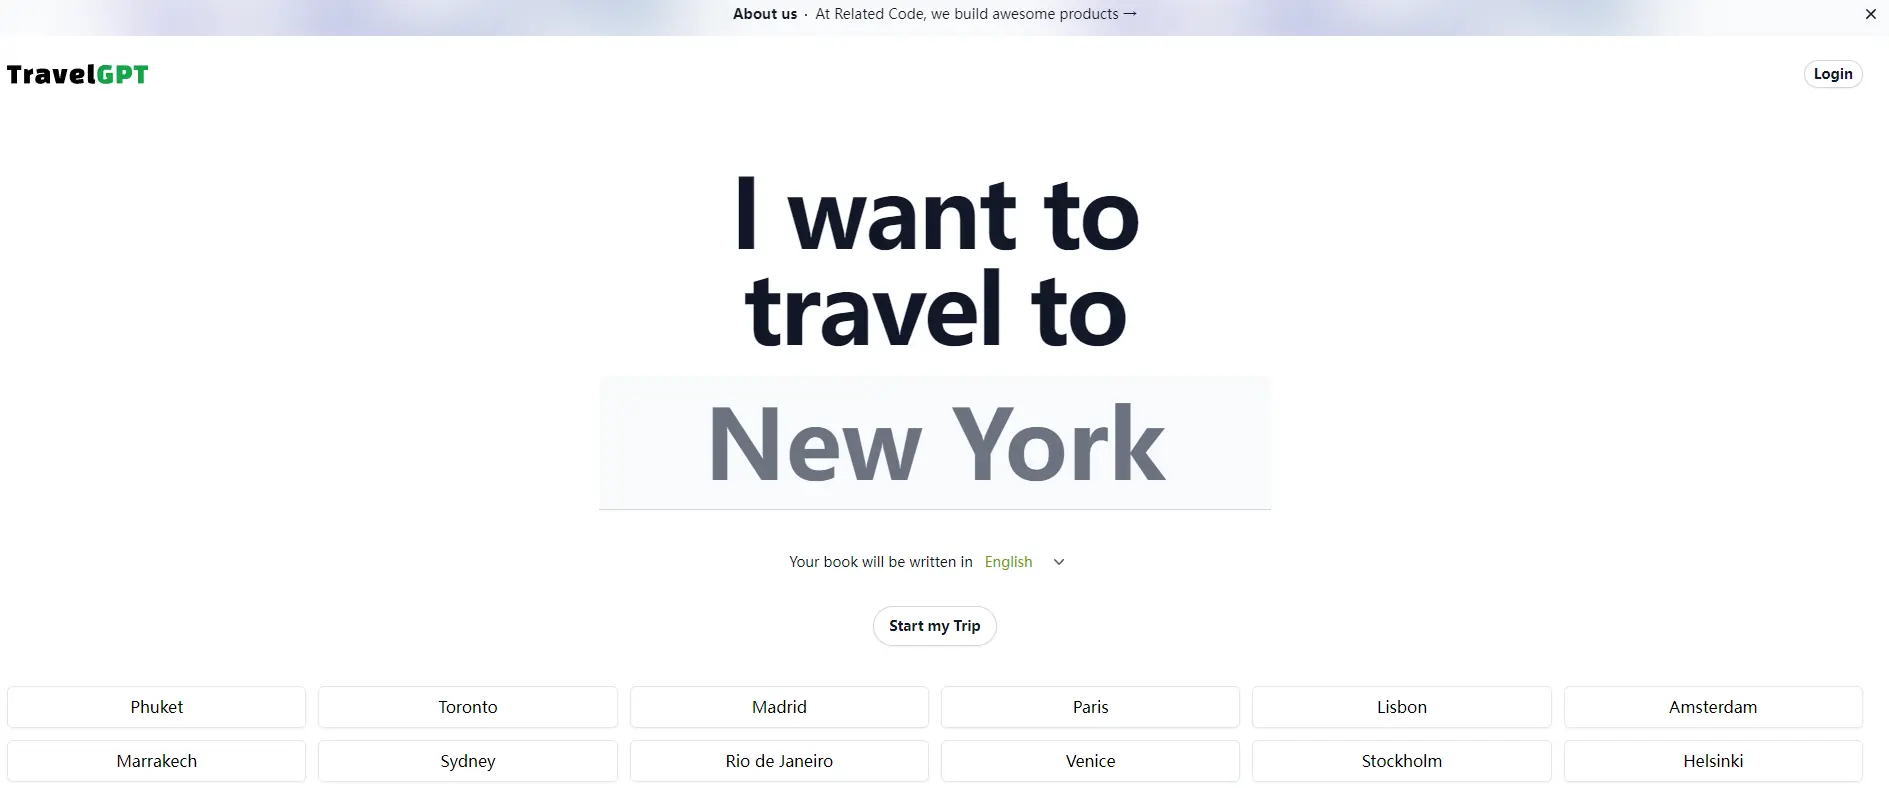 About us · At Related Code, we build awesome products →
TravelGPT
Login
I want to
travel to
New York
Your book will be written in English
Start my Trip
Phuket Toronto Madrid Paris Lisbon Amsterdam
Marrakech Sydney Rio de Janeiro Venice Stockholm Helsinki